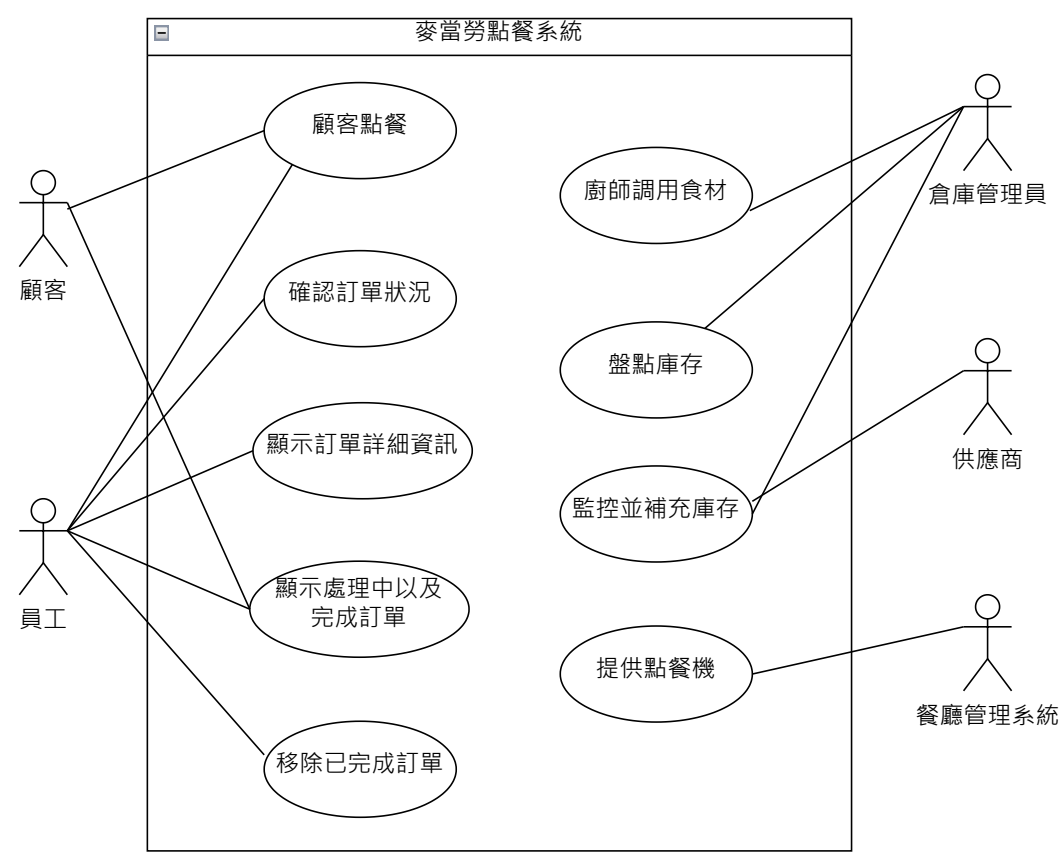 麥當勞點餐系統
顧客點餐
確認訂單狀況
顯示訂單詳細資訊
顯示處理中以及
完成訂單
移除已完成訂單
廚師調用食材
盤點庫存
監控並補充庫存
提供點餐機
顧客
員工
倉庫管理員
供應商
餐廳管理系統